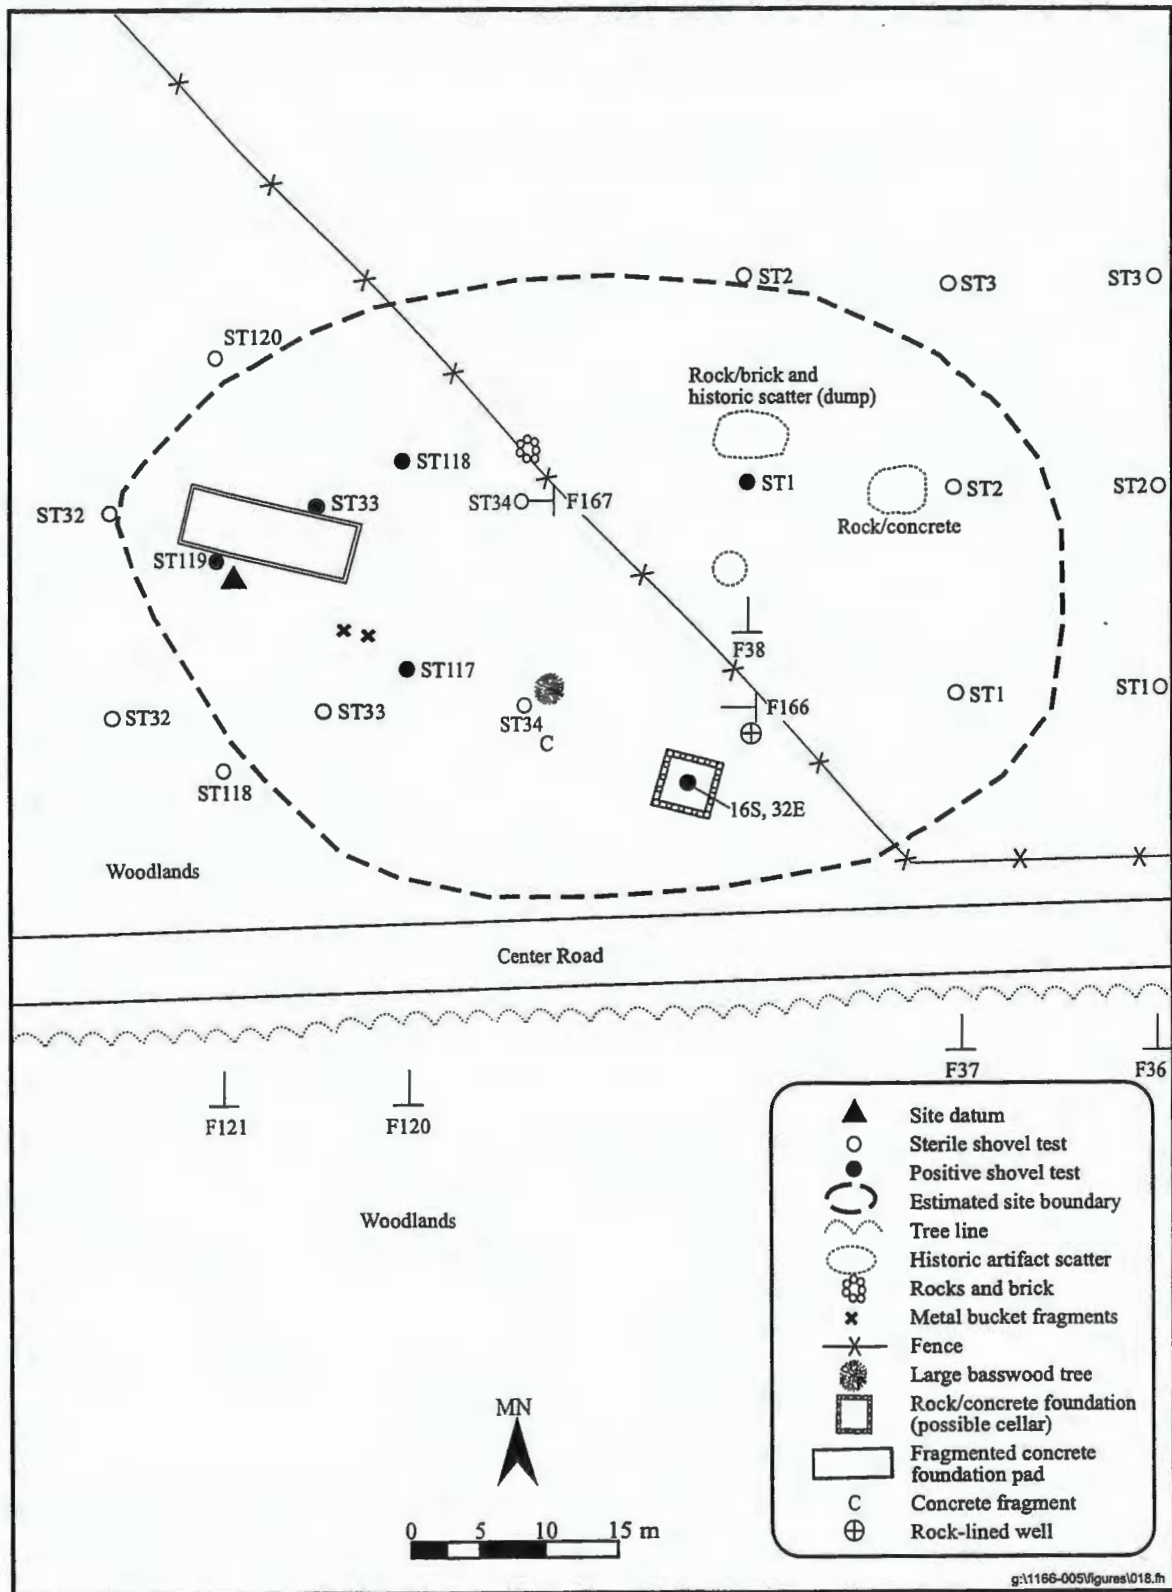 ST2
ST3
ST3
ST120
Rock/brick and
historic scatter (dump)
ST118
ST33
ST34
F167
ST1
ST2
ST2
ST32
Rock/concrete
ST119
F38
ST117
ST1
ST1
ST32
ST33
ST34
F166
C
ST118
16S, 32E
Woodlands
Center Road
F37
F36
F121
F120
Woodlands
Site datum
Sterile shovel test
Positive shovel test
Estimated site boundary
Tree line
Historic artifact scatter
Rocks and brick
Metal bucket fragments
Fence
Large basswood tree
Rock/concrete foundation
(possible cellar)
Fragmented concrete
foundation pad
C Concrete fragment
Rock-lined well
MN
0 5 10 15 m
g:\1166-005\figures\018.fh